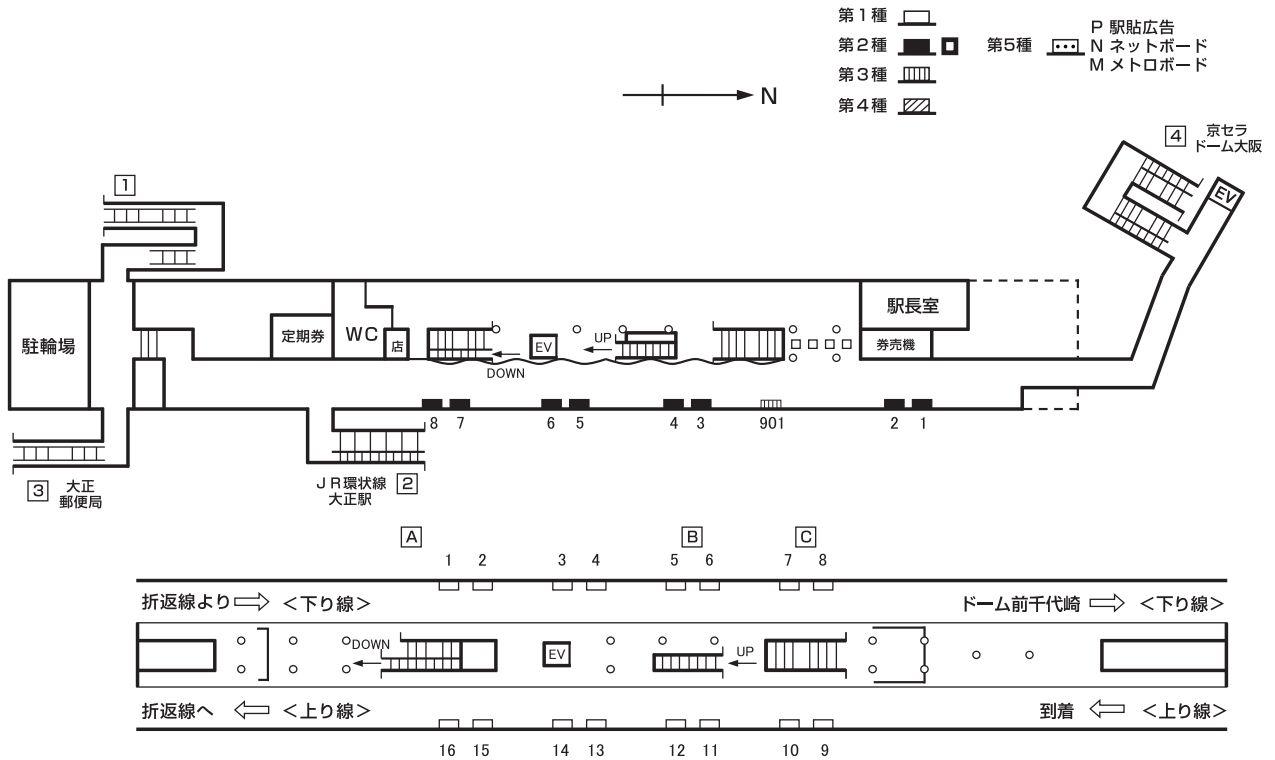 第1種
第2種
第3種
第4種
第5種
P 駅貼広告
N ネットボード
M メトロボード
N
4
京セラ
ドーム大阪
EV
1
駐輪場
定期券
WC
店
DOWN
EV
UP
駅長室
券売機
8 7 6 5 4 3 901 2 1
3
大正
郵便局
JR環状線
大正駅
2
A B C
1 2 3 4 5 6 7 8
折返線より <下り線>
ドーム前千代崎 <下り線>
DOWN
EV
UP
折返線へ <上り線>
到着 <上り線>
16 15 14 13 12 11 10 9